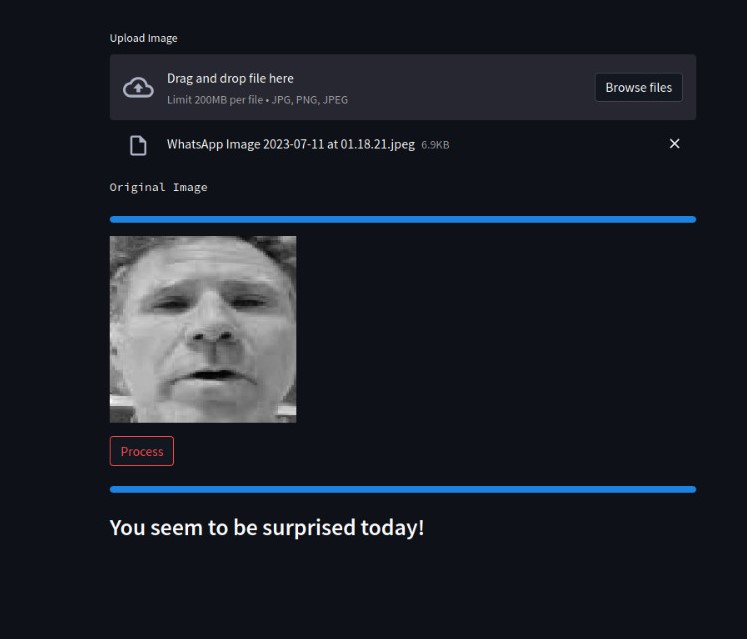 Upload Image
Drag and drop file here
Limit 200MB per file • JPG, PNG, JPEG
Browse files
WhatsApp Image 2023-07-11 at 01.18.21.jpeg 6.9KB
Original Image
Process
You seem to be surprised today!